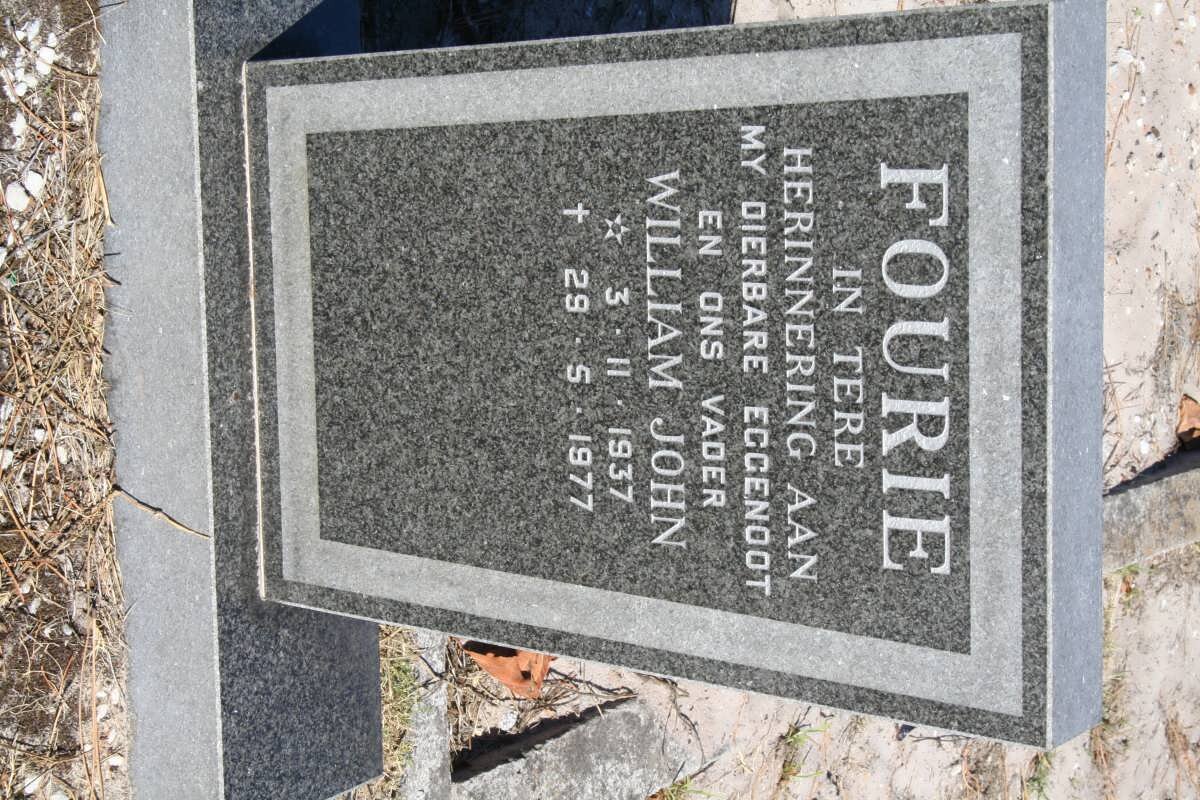 FOURIE
IN TERE
HERINNERING AAN
MY DIERBARE EGGENOOT
EN ONS VADER
WILLIAM JOHN
☆ 3·11·1937
✝ 29·5·1977